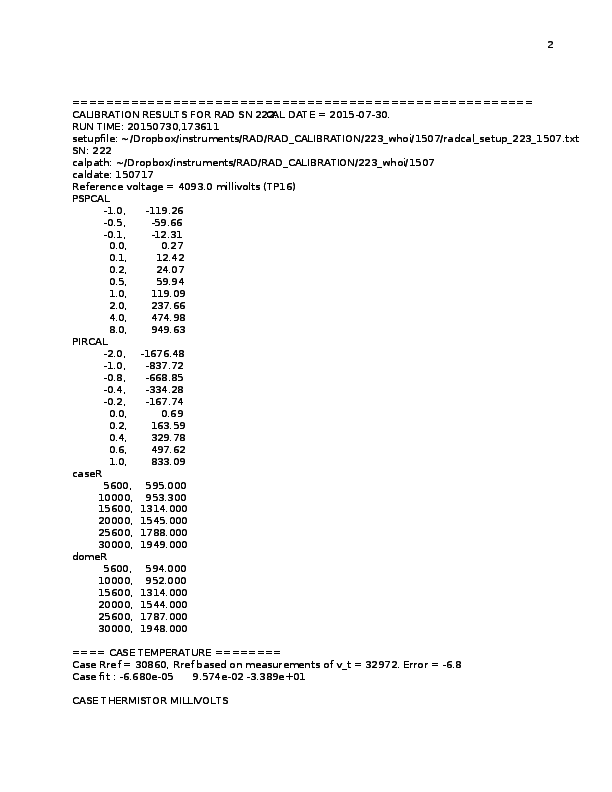 2
=======================================================
CALIBRATION RESULTS FOR RAD SN 222 CAL DATE = 2015-07-30.
RUN TIME: 20150730,173611
setupfile: ~/Dropbox/instruments/RAD/RAD_CALIBRATION/223_whoi/1507/radcal_setup_223_1507.txt
SN: 222
calpath: ~/Dropbox/instruments/RAD/RAD_CALIBRATION/223_whoi/1507
caldate: 150717
Reference voltage = 4093.0 millivolts (TP16)
PSPCAL
-1.0, -119.26
-0.5, -59.66
-0.1, -12.31
0.0, 0.27
0.1, 12.42
0.2, 24.07
0.5, 59.94
1.0, 119.09
2.0, 237.66
4.0, 474.98
8.0, 949.63
PIRCAL
-2.0, -1676.48
-1.0, -837.72
-0.8, -668.85
-0.4, -334.28
-0.2, -167.74
0.0, 0.69
0.2, 163.59
0.4, 329.78
0.6, 497.62
1.0, 833.09
caseR
5600, 595.000
10000, 953.300
15600, 1314.000
20000, 1545.000
25600, 1788.000
30000, 1949.000
domeR
5600, 594.000
10000, 952.000
15600, 1314.000
20000, 1544.000
25600, 1787.000
30000, 1948.000
==== CASE TEMPERATURE ========
Case Rref = 30860, Rref based on measurements of v_t = 32972. Error = -6.8
Case fit : -6.680e-05 9.574e-02 -3.389e+01
CASE THERMISTOR MILLIVOLTS